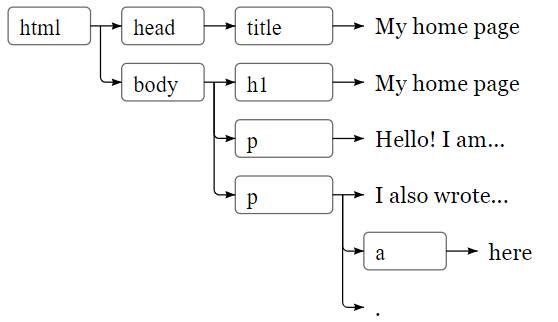 html head title My home page
body h1 My home page
p Hello! I am...
p I also wrote...
a here
.